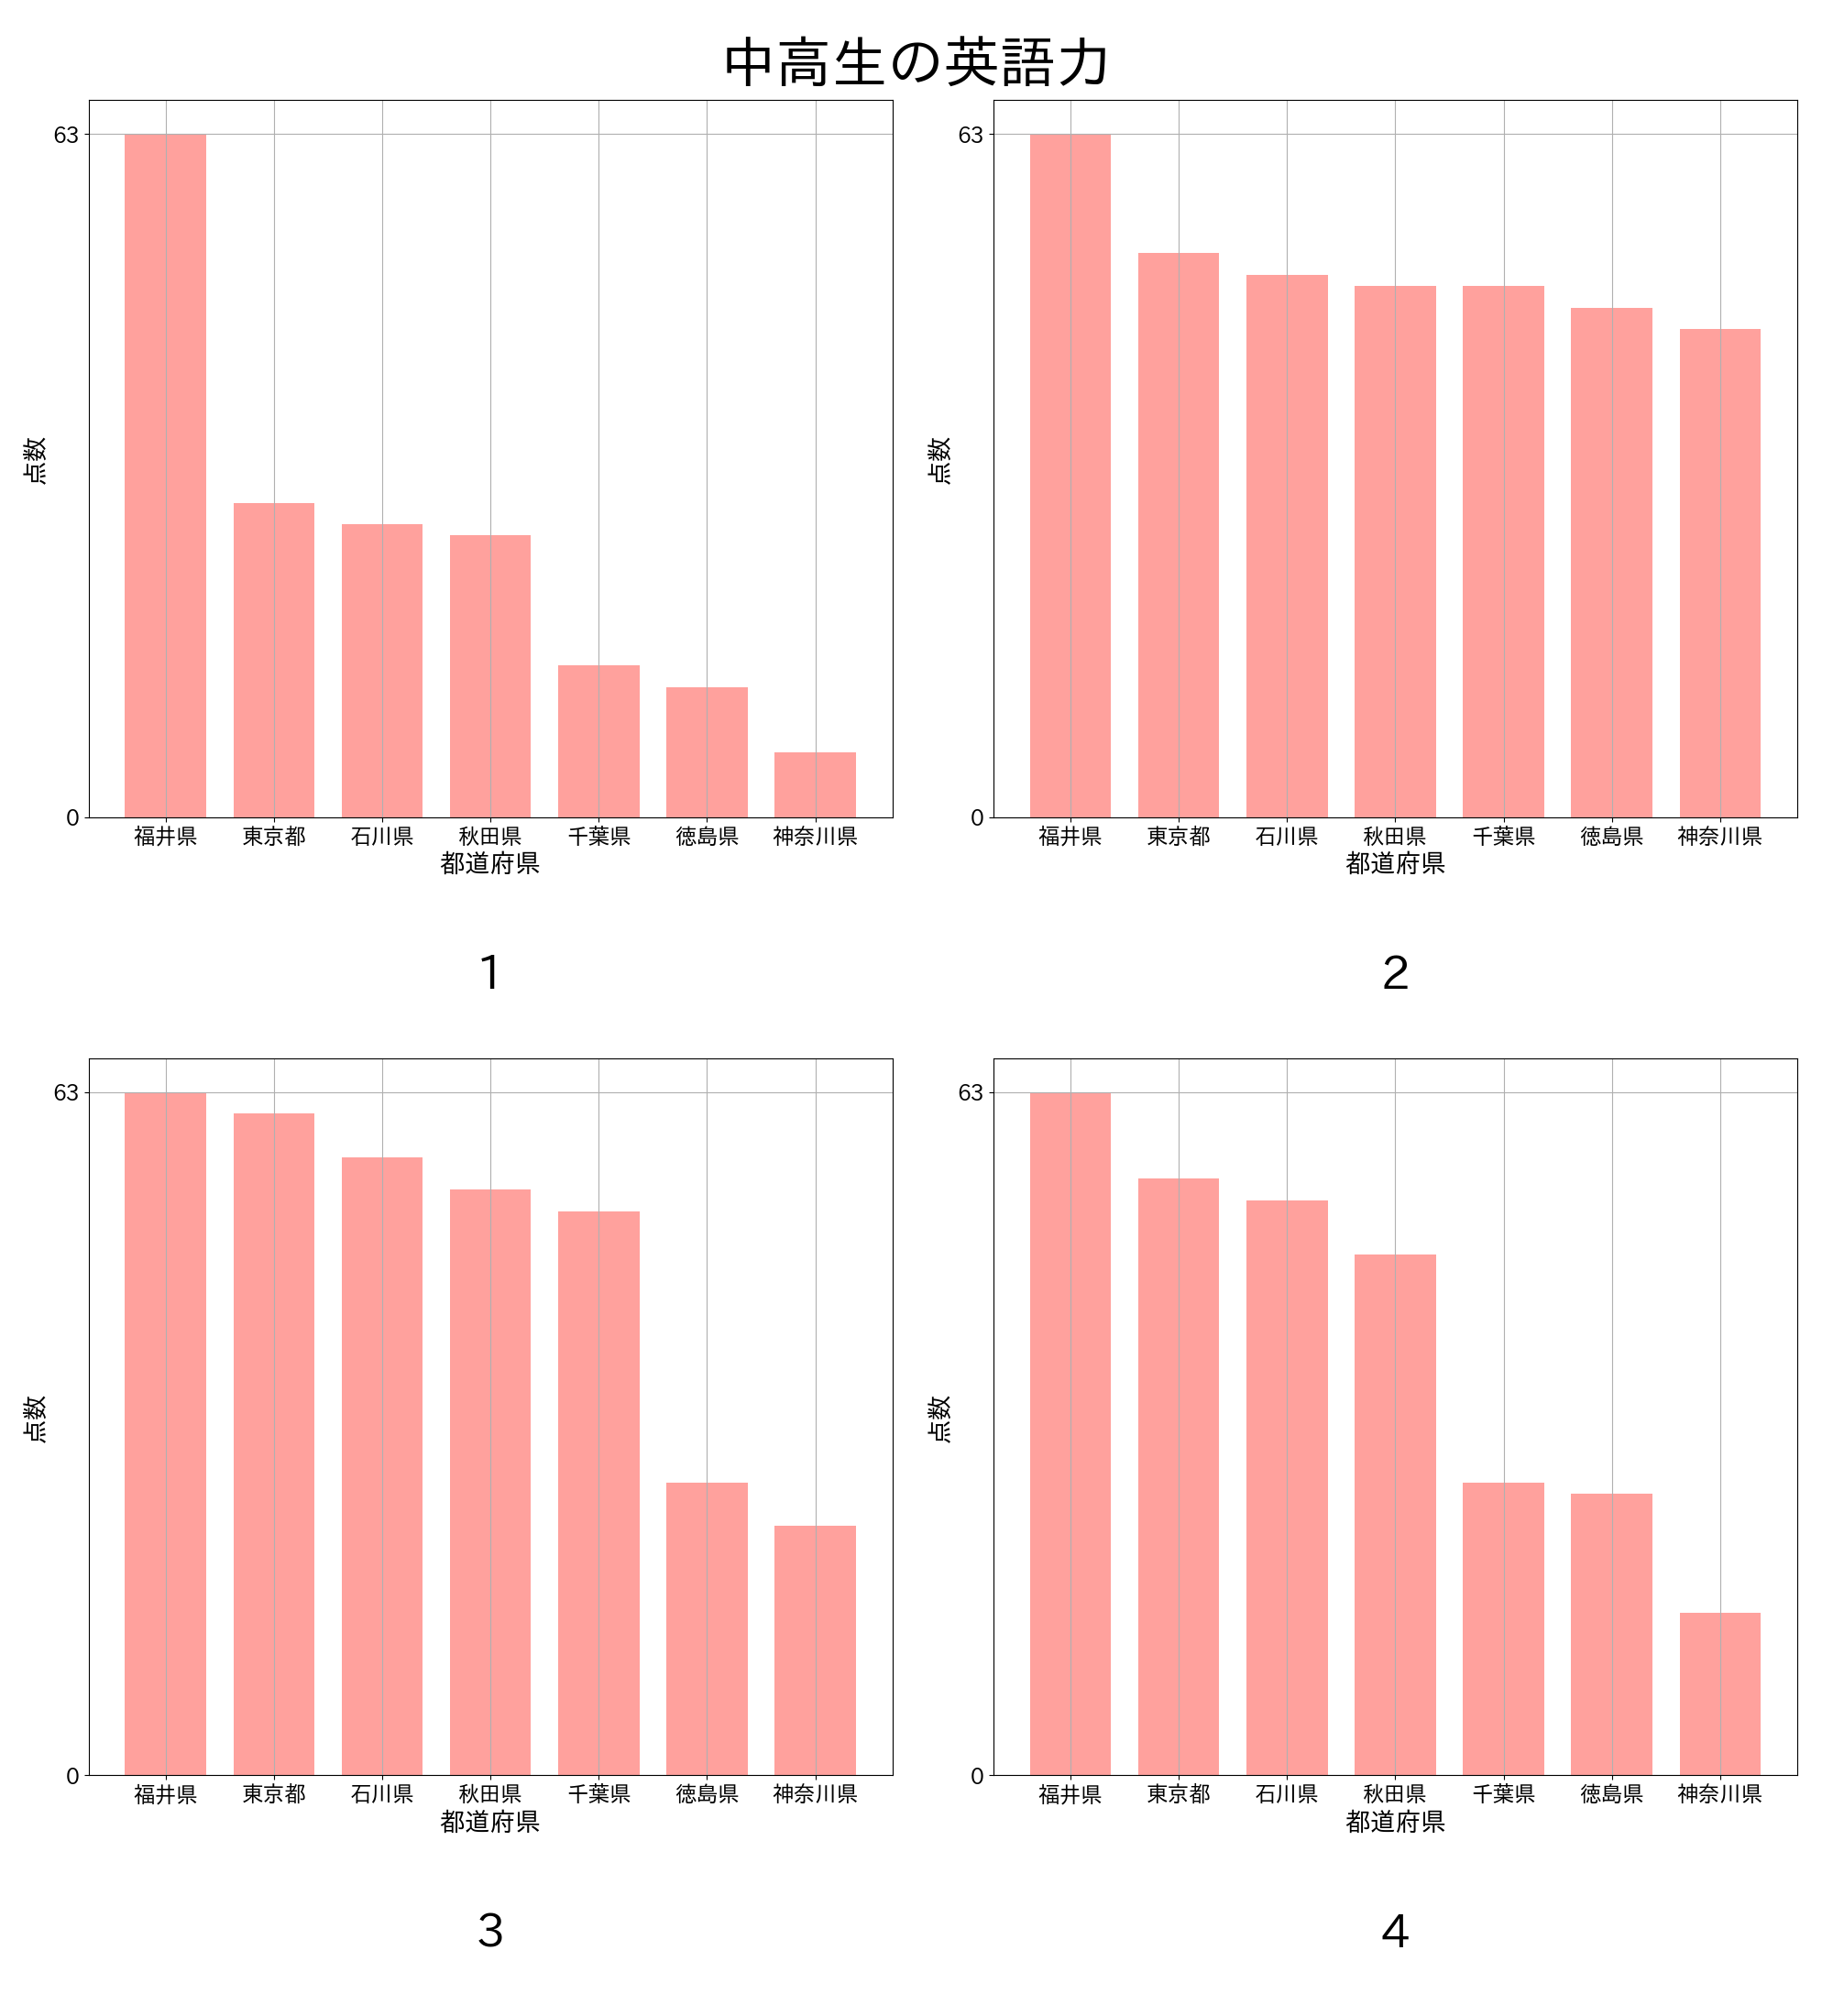 中高生の英語力
63
0
点数
福井県 東京都 石川県 秋田県 千葉県 徳島県 神奈川県
都道府県
1
63
0
点数
福井県 東京都 石川県 秋田県 千葉県 徳島県 神奈川県
都道府県
2
63
0
点数
福井県 東京都 石川県 秋田県 千葉県 徳島県 神奈川県
都道府県
3
63
0
点数
福井県 東京都 石川県 秋田県 千葉県 徳島県 神奈川県
都道府県
4